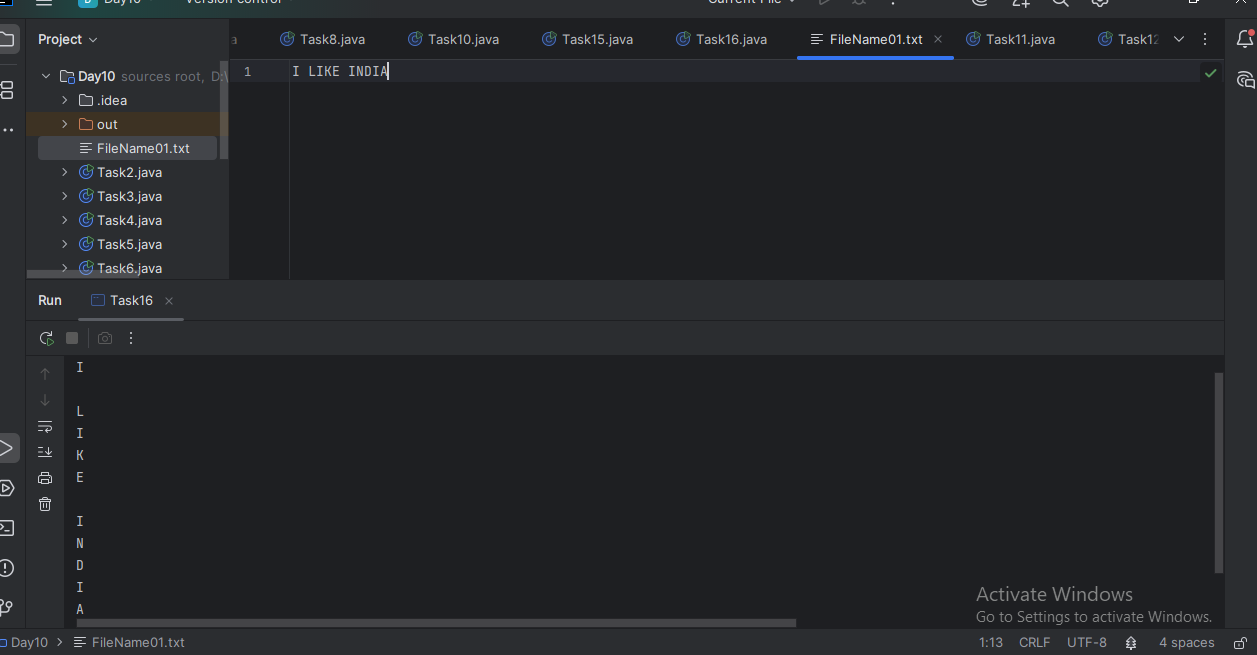 Day10 Version control Current File
Project
a Task8.java Task10.java Task15.java Task16.java FileName01.txt Task11.java Task12
Day10 sources root, D:\
.idea
out
FileName01.txt
Task2.java
Task3.java
Task4.java
Task5.java
Task6.java
1 I LIKE INDIA
Run Task16
I
L
I
K
E
I
N
D
I
A
Activate Windows
Go to Settings to activate Windows.
Day10 > FileName01.txt
1:13 CRLF UTF-8 4 spaces